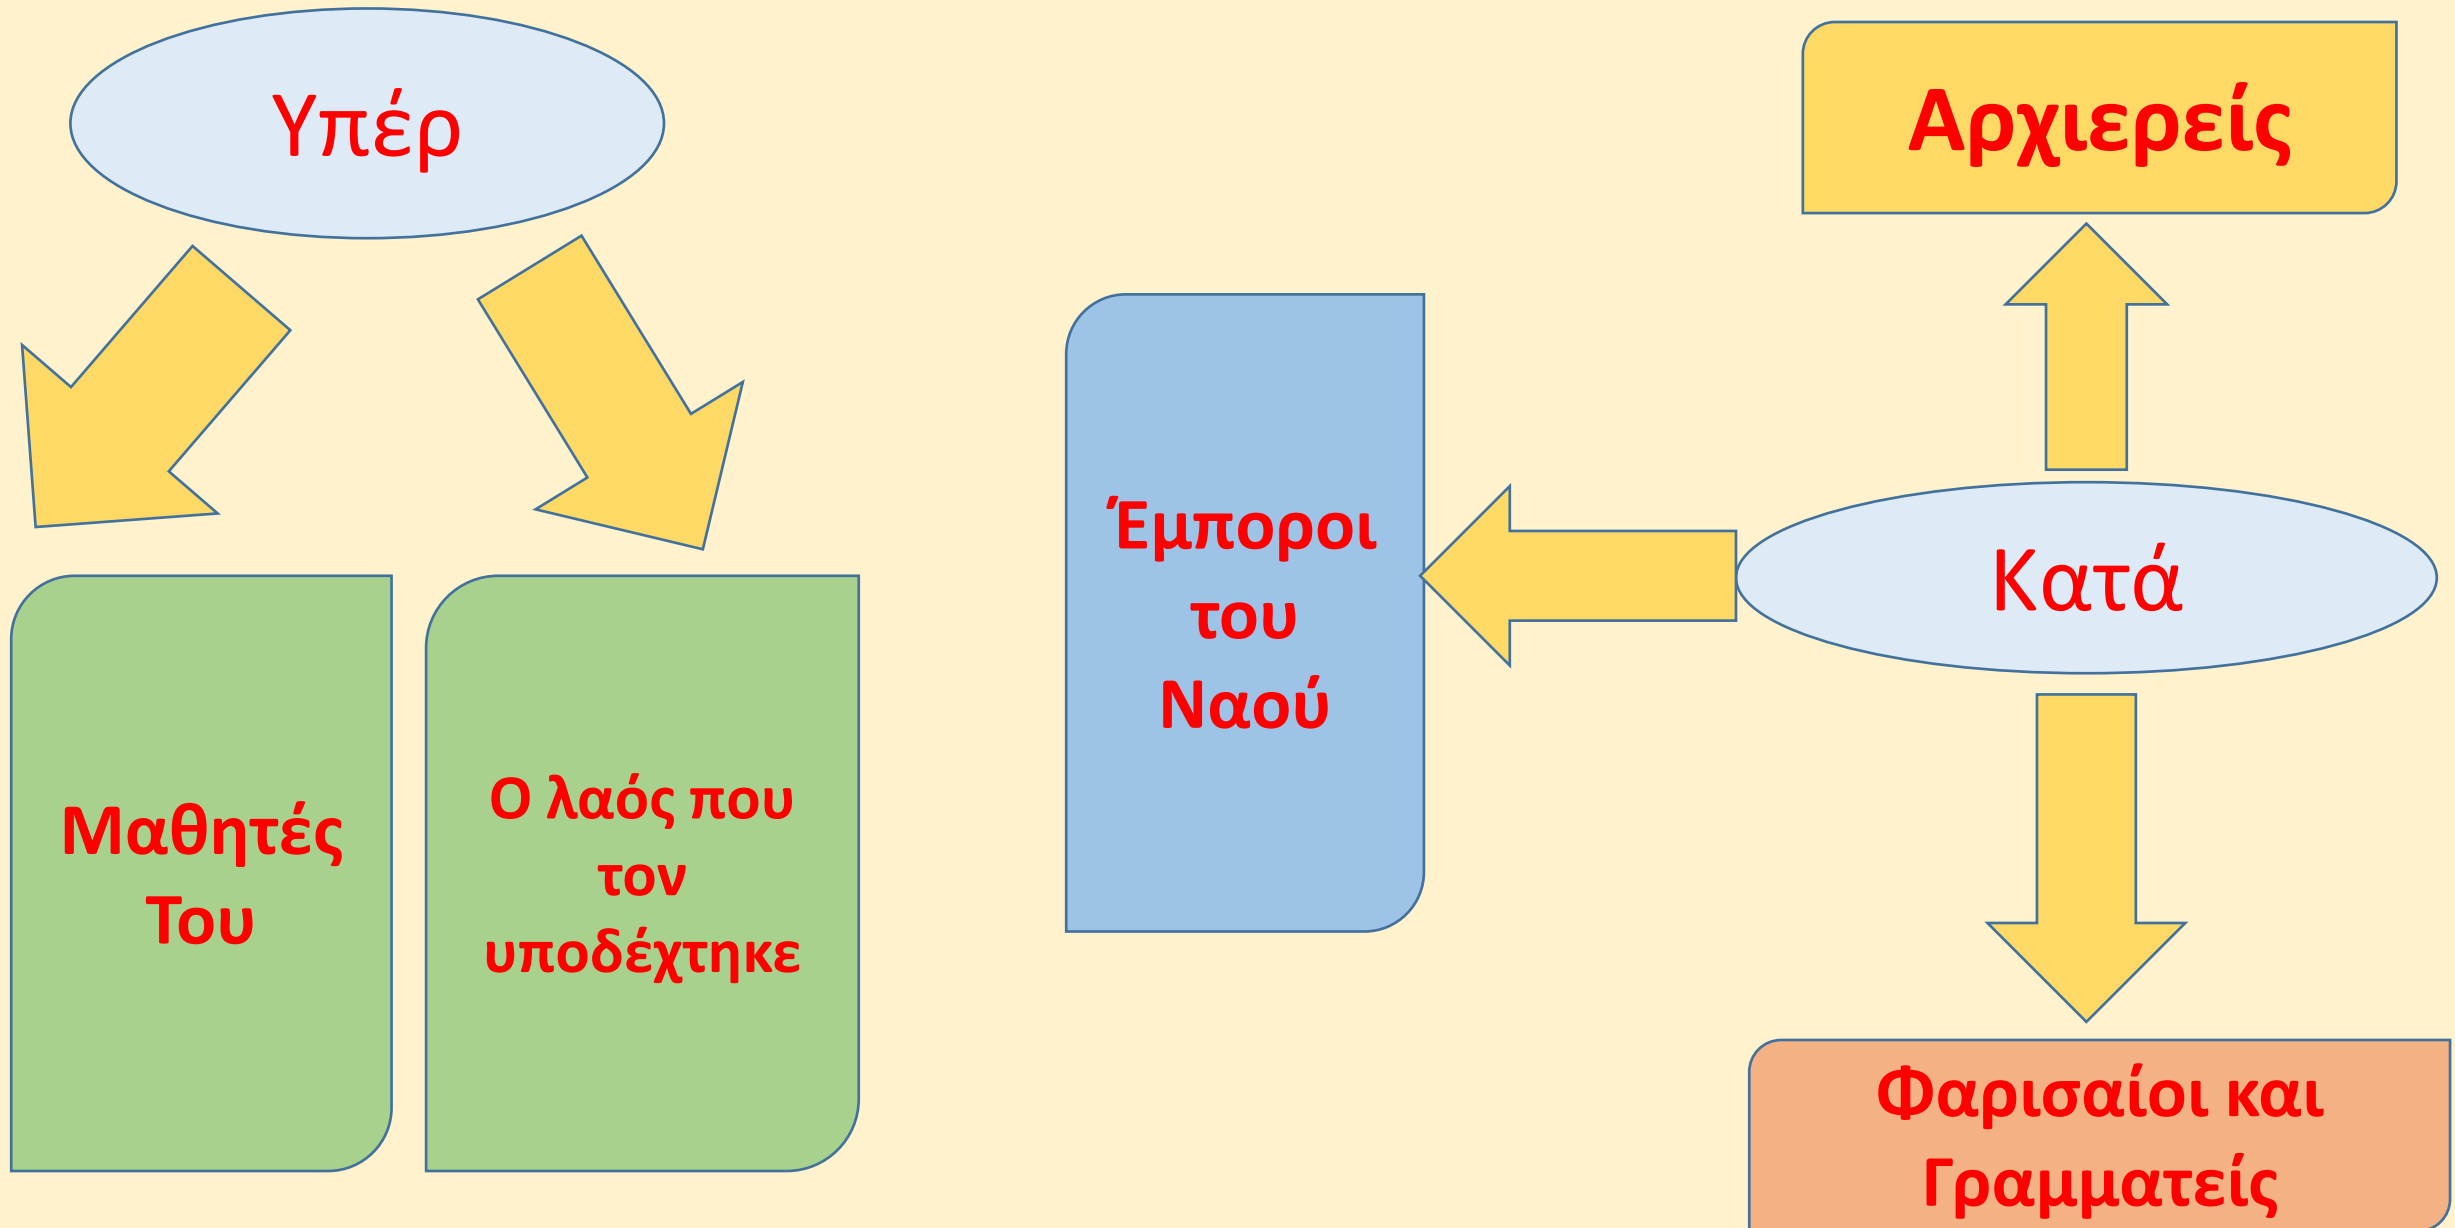 Υπέρ
Μαθητές
Του
Ο λαός που
τον
υποδέχτηκε
Έμποροι
του
Ναού
Αρχιερείς
Κατά
Φαρισαίοι και
Γραμματείς